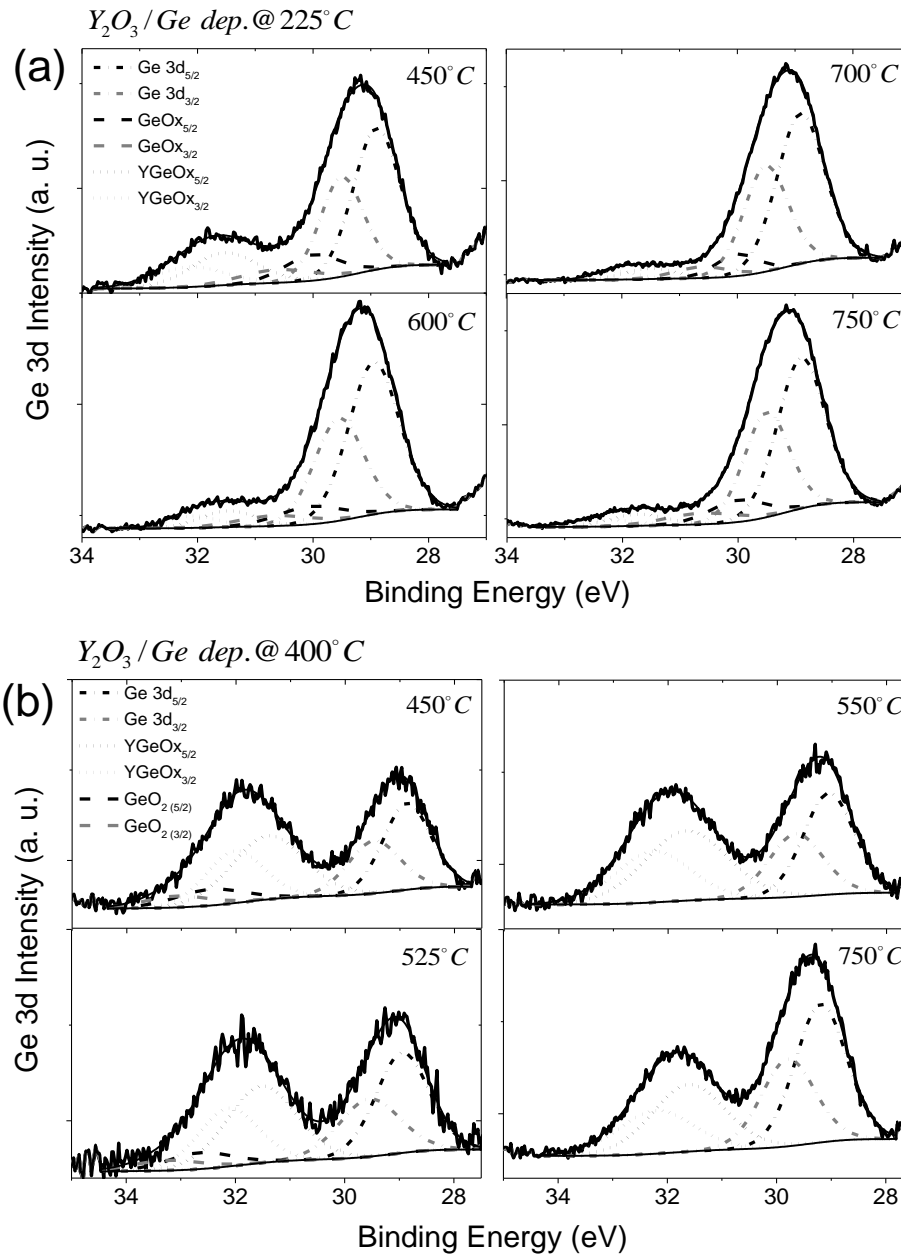 Y2O3 / Ge dep.@ 225°C
(a)
Ge 3d5/2
Ge 3d3/2
GeOx5/2
GeOx3/2
YGeOx5/2
YGeOx3/2
450°C
700°C
600°C
750°C
Ge 3d Intensity (a. u.)
34 32 30 28
34 32 30 28
Binding Energy (eV)
Y2O3 / Ge dep.@ 400°C
(b)
Ge 3d5/2
Ge 3d3/2
YGeOx5/2
YGeOx3/2
GeO2 (5/2)
GeO2 (3/2)
450°C
550°C
525°C
750°C
Ge 3d Intensity (a. u.)
34 32 30 28
34 32 30 28
Binding Energy (eV)